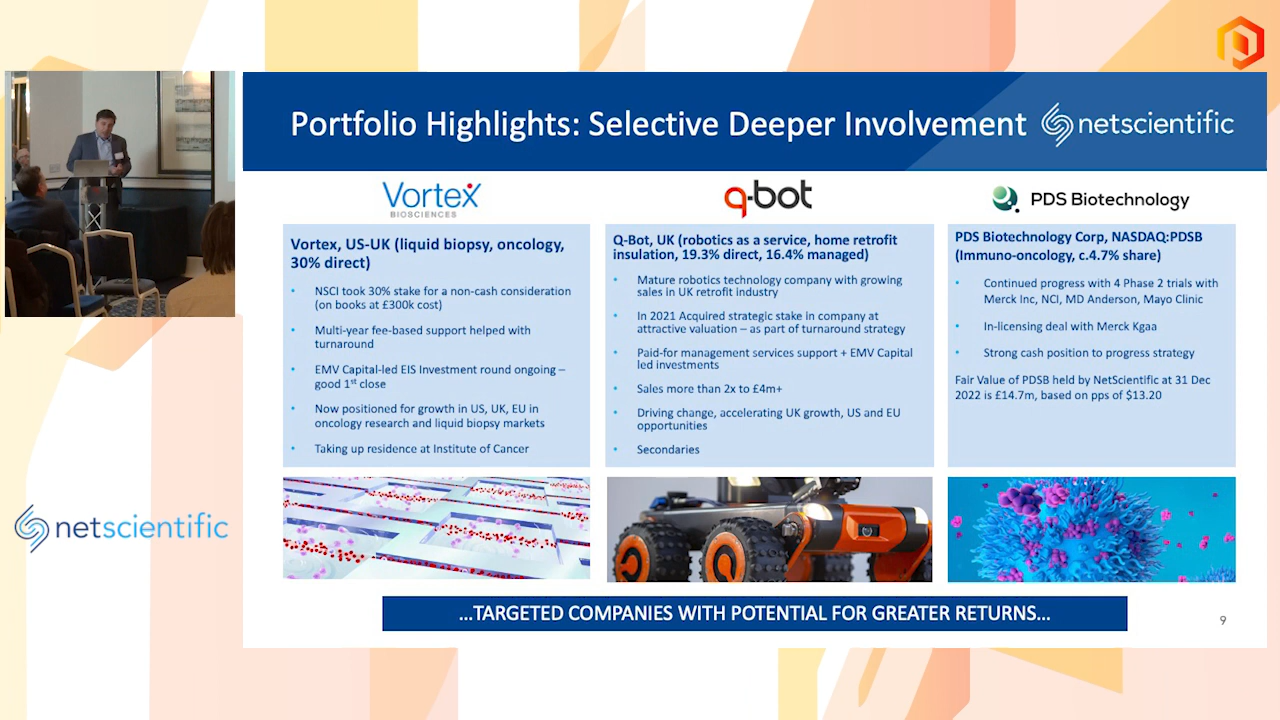 Portfolio Highlights: Selective Deeper Involvement
netscientific
Vortex
BIOSCIENCES
q-bot
PDS Biotechnology
Vortex, US-UK (liquid biopsy, oncology,
30% direct)
• NSCI took 30% stake for a non-cash consideration
(on books at £300k cost)
• Multi-year fee-based support helped with
turnaround
• EMV Capital-led EIS Investment round ongoing –
good 1st close
• Now positioned for growth in US, UK, EU in
oncology research and liquid biopsy markets
• Taking up residence at Institute of Cancer
Q-Bot, UK (robotics as a service, home retrofit
insulation, 19.3% direct, 16.4% managed)
• Mature robotics technology company with growing
sales in UK retrofit industry
• In 2021 Acquired strategic stake in company at
attractive valuation – as part of turnaround strategy
• Paid-for management services support + EMV Capital
led investments
• Sales more than 2x to £4m+
• Driving change, accelerating UK growth, US and EU
opportunities
• Secondaries
PDS Biotechnology Corp, NASDAQ:PDSB
(Immuno-oncology, c.4.7% share)
• Continued progress with 4 Phase 2 trials with
Merck Inc, NCI, MD Anderson, Mayo Clinic
• In-licensing deal with Merck Kgaa
• Strong cash position to progress strategy
Fair Value of PDSB held by NetScientific at 31 Dec
2022 is £14.7m, based on pps of $13.20
...TARGETED COMPANIES WITH POTENTIAL FOR GREATER RETURNS...
9
netscientific